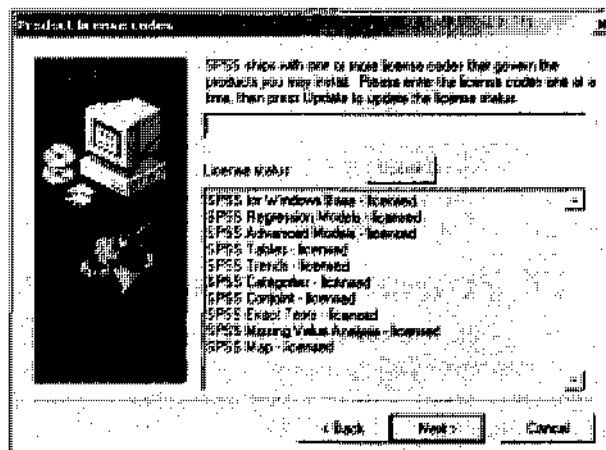 Product license codes
SPSS ships with one or more license codes that govern the
products you may install. Please enter the license codes one at a
time, then press Update to update the license status.
License status:
Update
SPSS for Windows Base - licensed
SPSS Regression Models - licensed
SPSS Advanced Models - licensed
SPSS Tables - licensed
SPSS Trends - licensed
SPSS Categories - licensed
SPSS Conjoint - licensed
SPSS Exact Tests - licensed
SPSS Missing Value Analysis - licensed
SPSS Map - licensed
< Back
Next >
Cancel